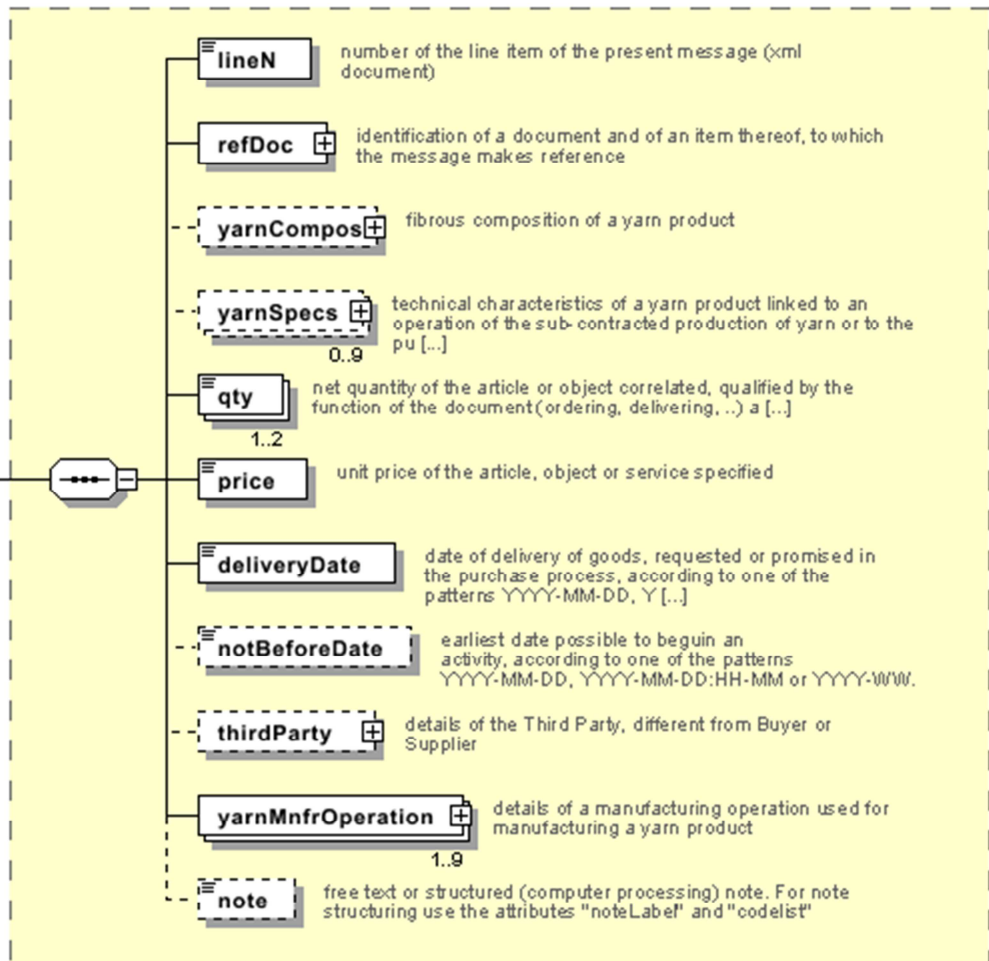 lineN
number of the line item of the present message (xml
document)
refDoc
identification of a document and of an item thereof, to which
the message makes reference
yarnCompos
fibrous composition of a yarn product
yarnSpecs
technical characteristics of a yarn product linked to an
operation of the sub-contracted production of yarn or to the
pu [...]
0..9
qty
net quantity of the article or object correlated, qualified by the
function of the document (ordering, delivering, ..) a [...]
1..2
price
unit price of the article, object or service specified
deliveryDate
date of delivery of goods, requested or promised in
the purchase process, according to one of the
patterns YYYY-MM-DD, Y [...]
notBeforeDate
earliest date possible to beguin an
activity, according to one of the patterns
YYYY-MM-DD, YYYY-MM-DD:HH-MM or YYYY-WW.
thirdParty
details of the Third Party, different from Buyer or
Supplier
yarnMnfrOperation
details of a manufacturing operation used for
manufacturing a yarn product
1..9
note
free text or structured (computer processing) note. For note
structuring use the attributes "noteLabel" and "codelist"